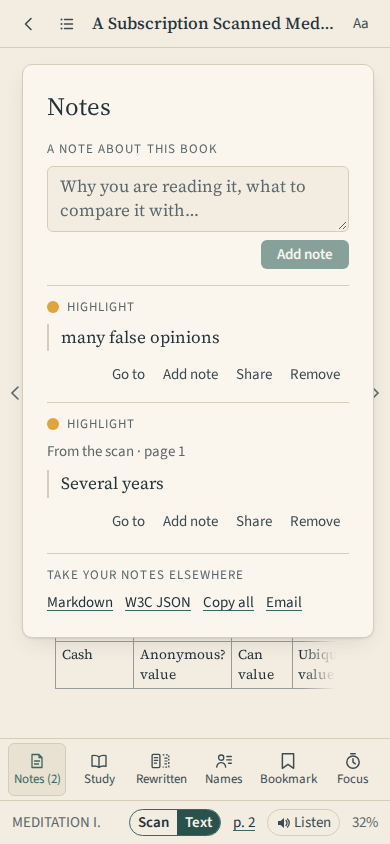 A Subscription Scanned Med... Aa
Notes
A NOTE ABOUT THIS BOOK
Why you are reading it, what to
compare it with...
Add note
HIGHLIGHT
many false opinions
Go to Add note Share Remove
HIGHLIGHT
From the scan · page 1
Several years
Go to Add note Share Remove
TAKE YOUR NOTES ELSEWHERE
Markdown W3C JSON Copy all Email
Cash Anonymous? Can
value value value
Notes (2) Study Rewritten Names Bookmark Focus
MEDITATION I. Scan Text p. 2 Listen 32%